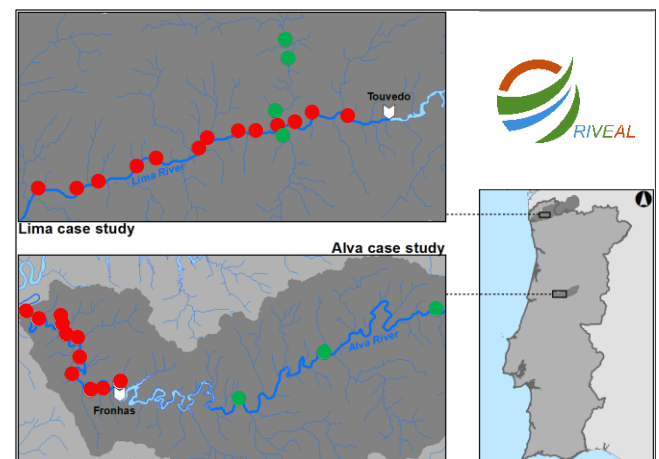 Touvedo
RIVEAL
Lima River
Lima case study
Alva case study
Alva River
Fronhas